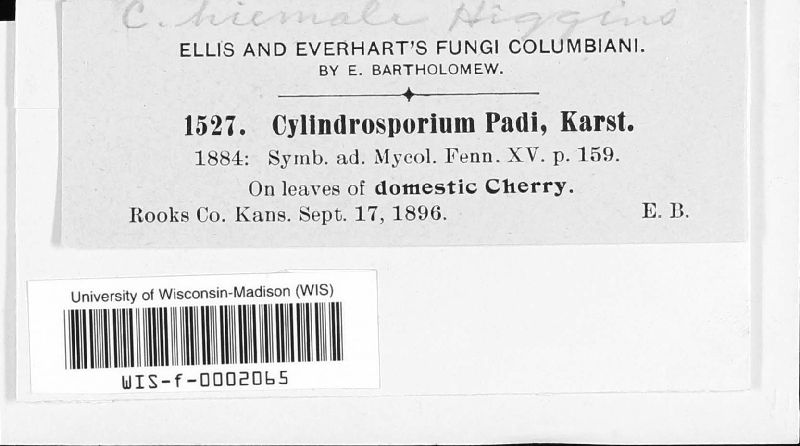 C. hiemale Higgins
ELLIS AND EVERHART'S FUNGI COLUMBIANI.
BY E. BARTHOLOMEW.
1527. Cylindrosporium Padi, Karst.
1884: Symb. ad. Mycol. Fenn. XV. p. 159.
On leaves of domestic Cherry.
Rooks Co. Kans. Sept. 17, 1896. E. B.
University of Wisconsin-Madison (WIS)
WIS-f-0002065